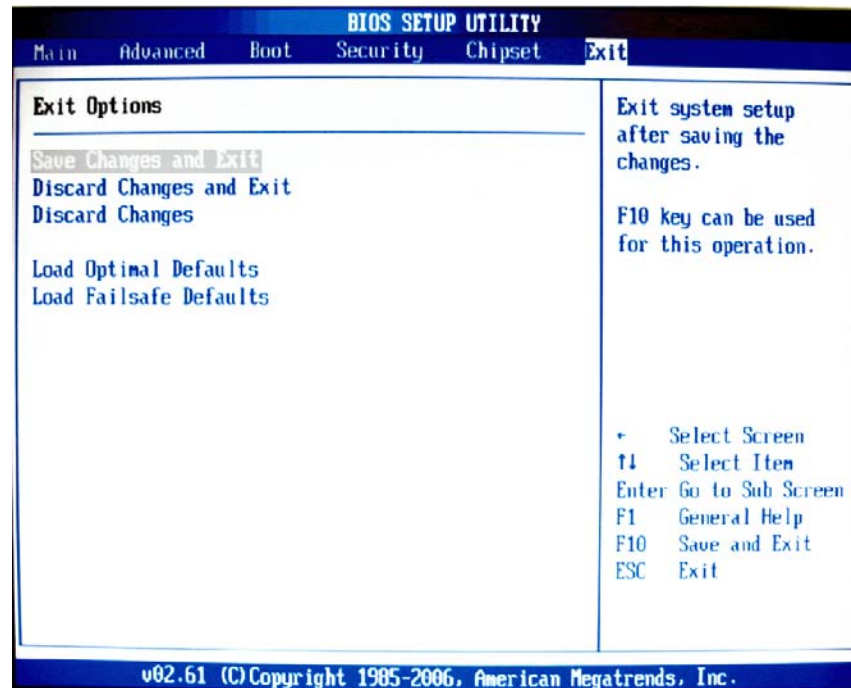 BIOS SETUP UTILITY
Main Advanced Boot Security Chipset Exit
Exit Options
Save Changes and Exit
Discard Changes and Exit
Discard Changes
Load Optimal Defaults
Load Failsafe Defaults
Exit system setup
after saving the
changes.
F10 key can be used
for this operation.
← Select Screen
↑↓ Select Item
Enter Go to Sub Screen
F1 General Help
F10 Save and Exit
ESC Exit
v02.61 (C)Copyright 1985-2006, American Megatrends, Inc.